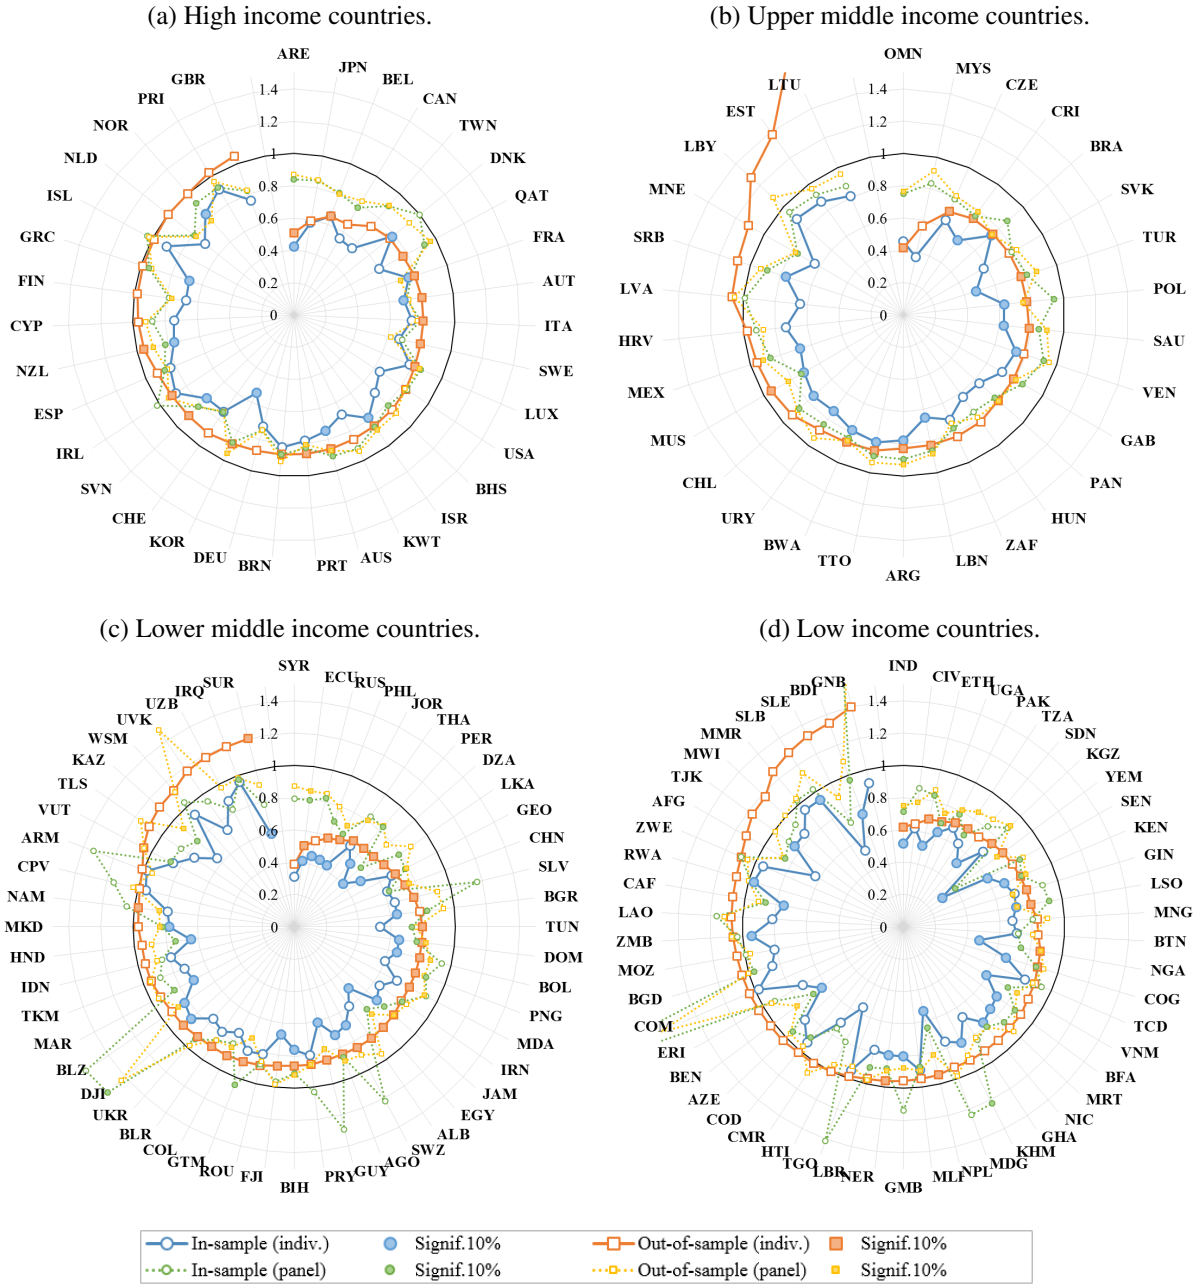 (a) High income countries.
ARE
JPN
BEL
CAN
TWN
DNK
QAT
FRA
AUT
ITA
SWE
LUX
USA
BHS
ISR
KWT
AUS
PRT
BRN
DEU
KOR
CHE
SVN
IRL
ESP
NZL
CYP
FIN
GRC
ISL
NLD
NOR
PRI
GBR
1.4
1.2
1
0.8
0.6
0.4
0.2
0
(b) Upper middle income countries.
OMN
MYS
CZE
CRI
BRA
SVK
TUR
POL
SAU
VEN
GAB
PAN
HUN
ZAF
LBN
ARG
TTO
BWA
URY
CHL
MUS
MEX
HRV
LVA
SRB
MNE
LBY
EST
LTU
1.4
1.2
1
0.8
0.6
0.4
0.2
0
(c) Lower middle income countries.
SYR
ECU
RUS
PHL
JOR
THA
PER
DZA
LKA
GEO
CHN
SLV
BGR
TUN
DOM
BOL
PNG
MDA
IRN
JAM
EGY
ALB
SWZ
AGO
GUY
PRY
BIH
FJI
ROU
GTM
COL
BLR
UKR
DJI
BLZ
MAR
TKM
IDN
HND
MKD
NAM
CPV
ARM
VUT
TLS
KAZ
WSM
UVK
UZB
IRQ
SUR
1.4
1.2
1
0.8
0.6
0.4
0.2
0
(d) Low income countries.
IND
CIV
ETH
UGA
PAK
TZA
SDN
KGZ
YEM
SEN
KEN
GIN
LSO
MNG
BTN
NGA
COG
TCD
VNM
BFA
MRT
NIC
GHA
KHM
MDG
NPL
MLI
GMB
NER
LBR
TGO
HTI
CMR
COD
AZE
BEN
ERI
COM
BGD
MOZ
ZMB
LAO
CAF
RWA
ZWE
AFG
TJK
MWI
MMR
SLB
SLE
BDI
GNB
1.4
1.2
1
0.8
0.6
0.4
0.2
0
In-sample (indiv.) Signif.10% Out-of-sample (indiv.) Signif.10%
In-sample (panel) Signif.10% Out-of-sample (panel) Signif.10%